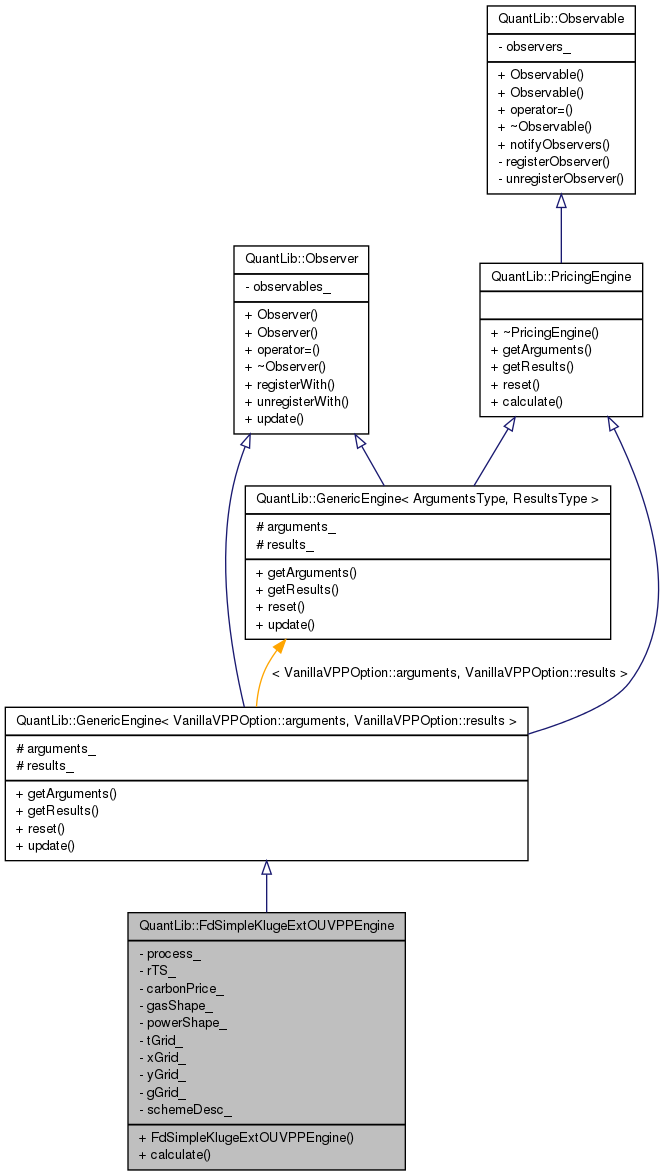 QuantLib::Observable
- observers_
+ Observable()
+ Observable()
+ operator=()
+ ~Observable()
+ notifyObservers()
- registerObserver()
- unregisterObserver()
QuantLib::Observer
- observables_
+ Observer()
+ Observer()
+ operator=()
+ ~Observer()
+ registerWith()
+ unregisterWith()
+ update()
QuantLib::PricingEngine
+ ~PricingEngine()
+ getArguments()
+ getResults()
+ reset()
+ calculate()
QuantLib::GenericEngine< ArgumentsType, ResultsType >
# arguments_
# results_
+ getArguments()
+ getResults()
+ reset()
+ update()
< VanillaVPPOption::arguments, VanillaVPPOption::results >
QuantLib::GenericEngine< VanillaVPPOption::arguments, VanillaVPPOption::results >
# arguments_
# results_
+ getArguments()
+ getResults()
+ reset()
+ update()
QuantLib::FdSimpleKlugeExtOUVPPEngine
- process_
- rTS_
- carbonPrice_
- gasShape_
- powerShape_
- tGrid_
- xGrid_
- yGrid_
- gGrid_
- schemeDesc_
+ FdSimpleKlugeExtOUVPPEngine()
+ calculate()